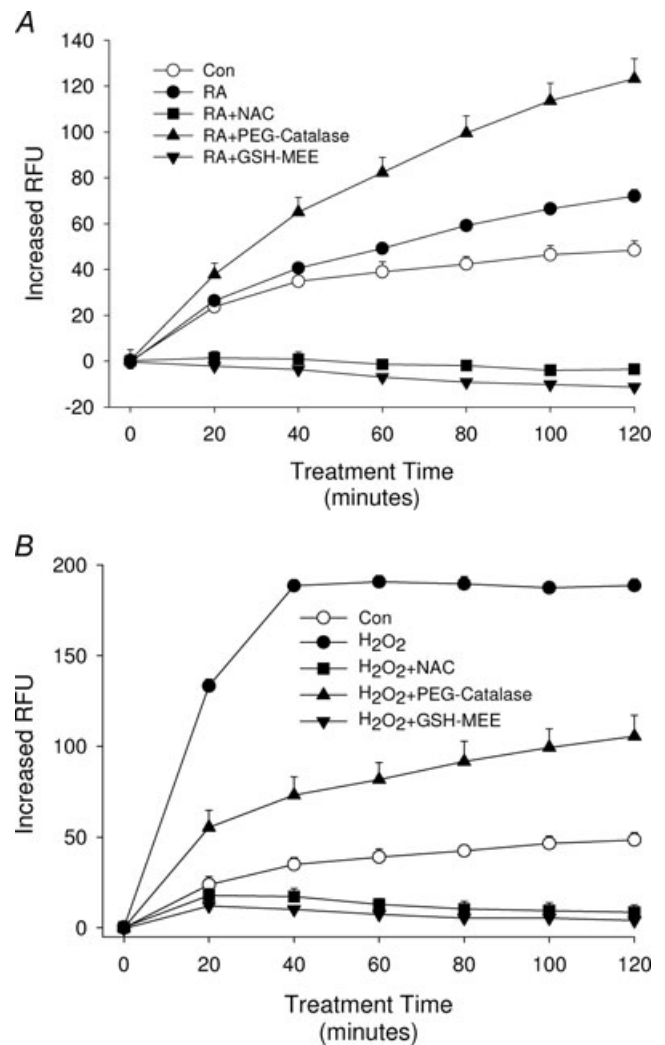 A
140
120
100
80
60
40
20
0
-20
Increased RFU
Con
RA
RA+NAC
RA+PEG-Catalase
RA+GSH-MEE
0 20 40 60 80 100 120
Treatment Time
(minutes)
B
200
150
100
50
0
Increased RFU
Con
H2O2
H2O2+NAC
H2O2+PEG-Catalase
H2O2+GSH-MEE
0 20 40 60 80 100 120
Treatment Time
(minutes)